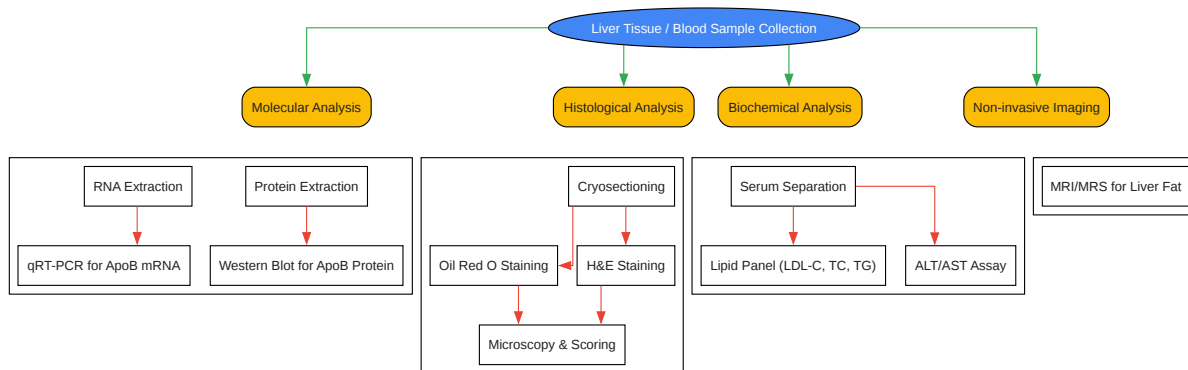 Liver Tissue / Blood Sample Collection
Molecular Analysis
Histological Analysis
Biochemical Analysis
Non-invasive Imaging
RNA Extraction
Protein Extraction
Cryosectioning
Serum Separation
MRI/MRS for Liver Fat
qRT-PCR for ApoB mRNA
Western Blot for ApoB Protein
Oil Red O Staining
H&E Staining
Lipid Panel (LDL-C, TC, TG)
ALT/AST Assay
Microscopy & Scoring